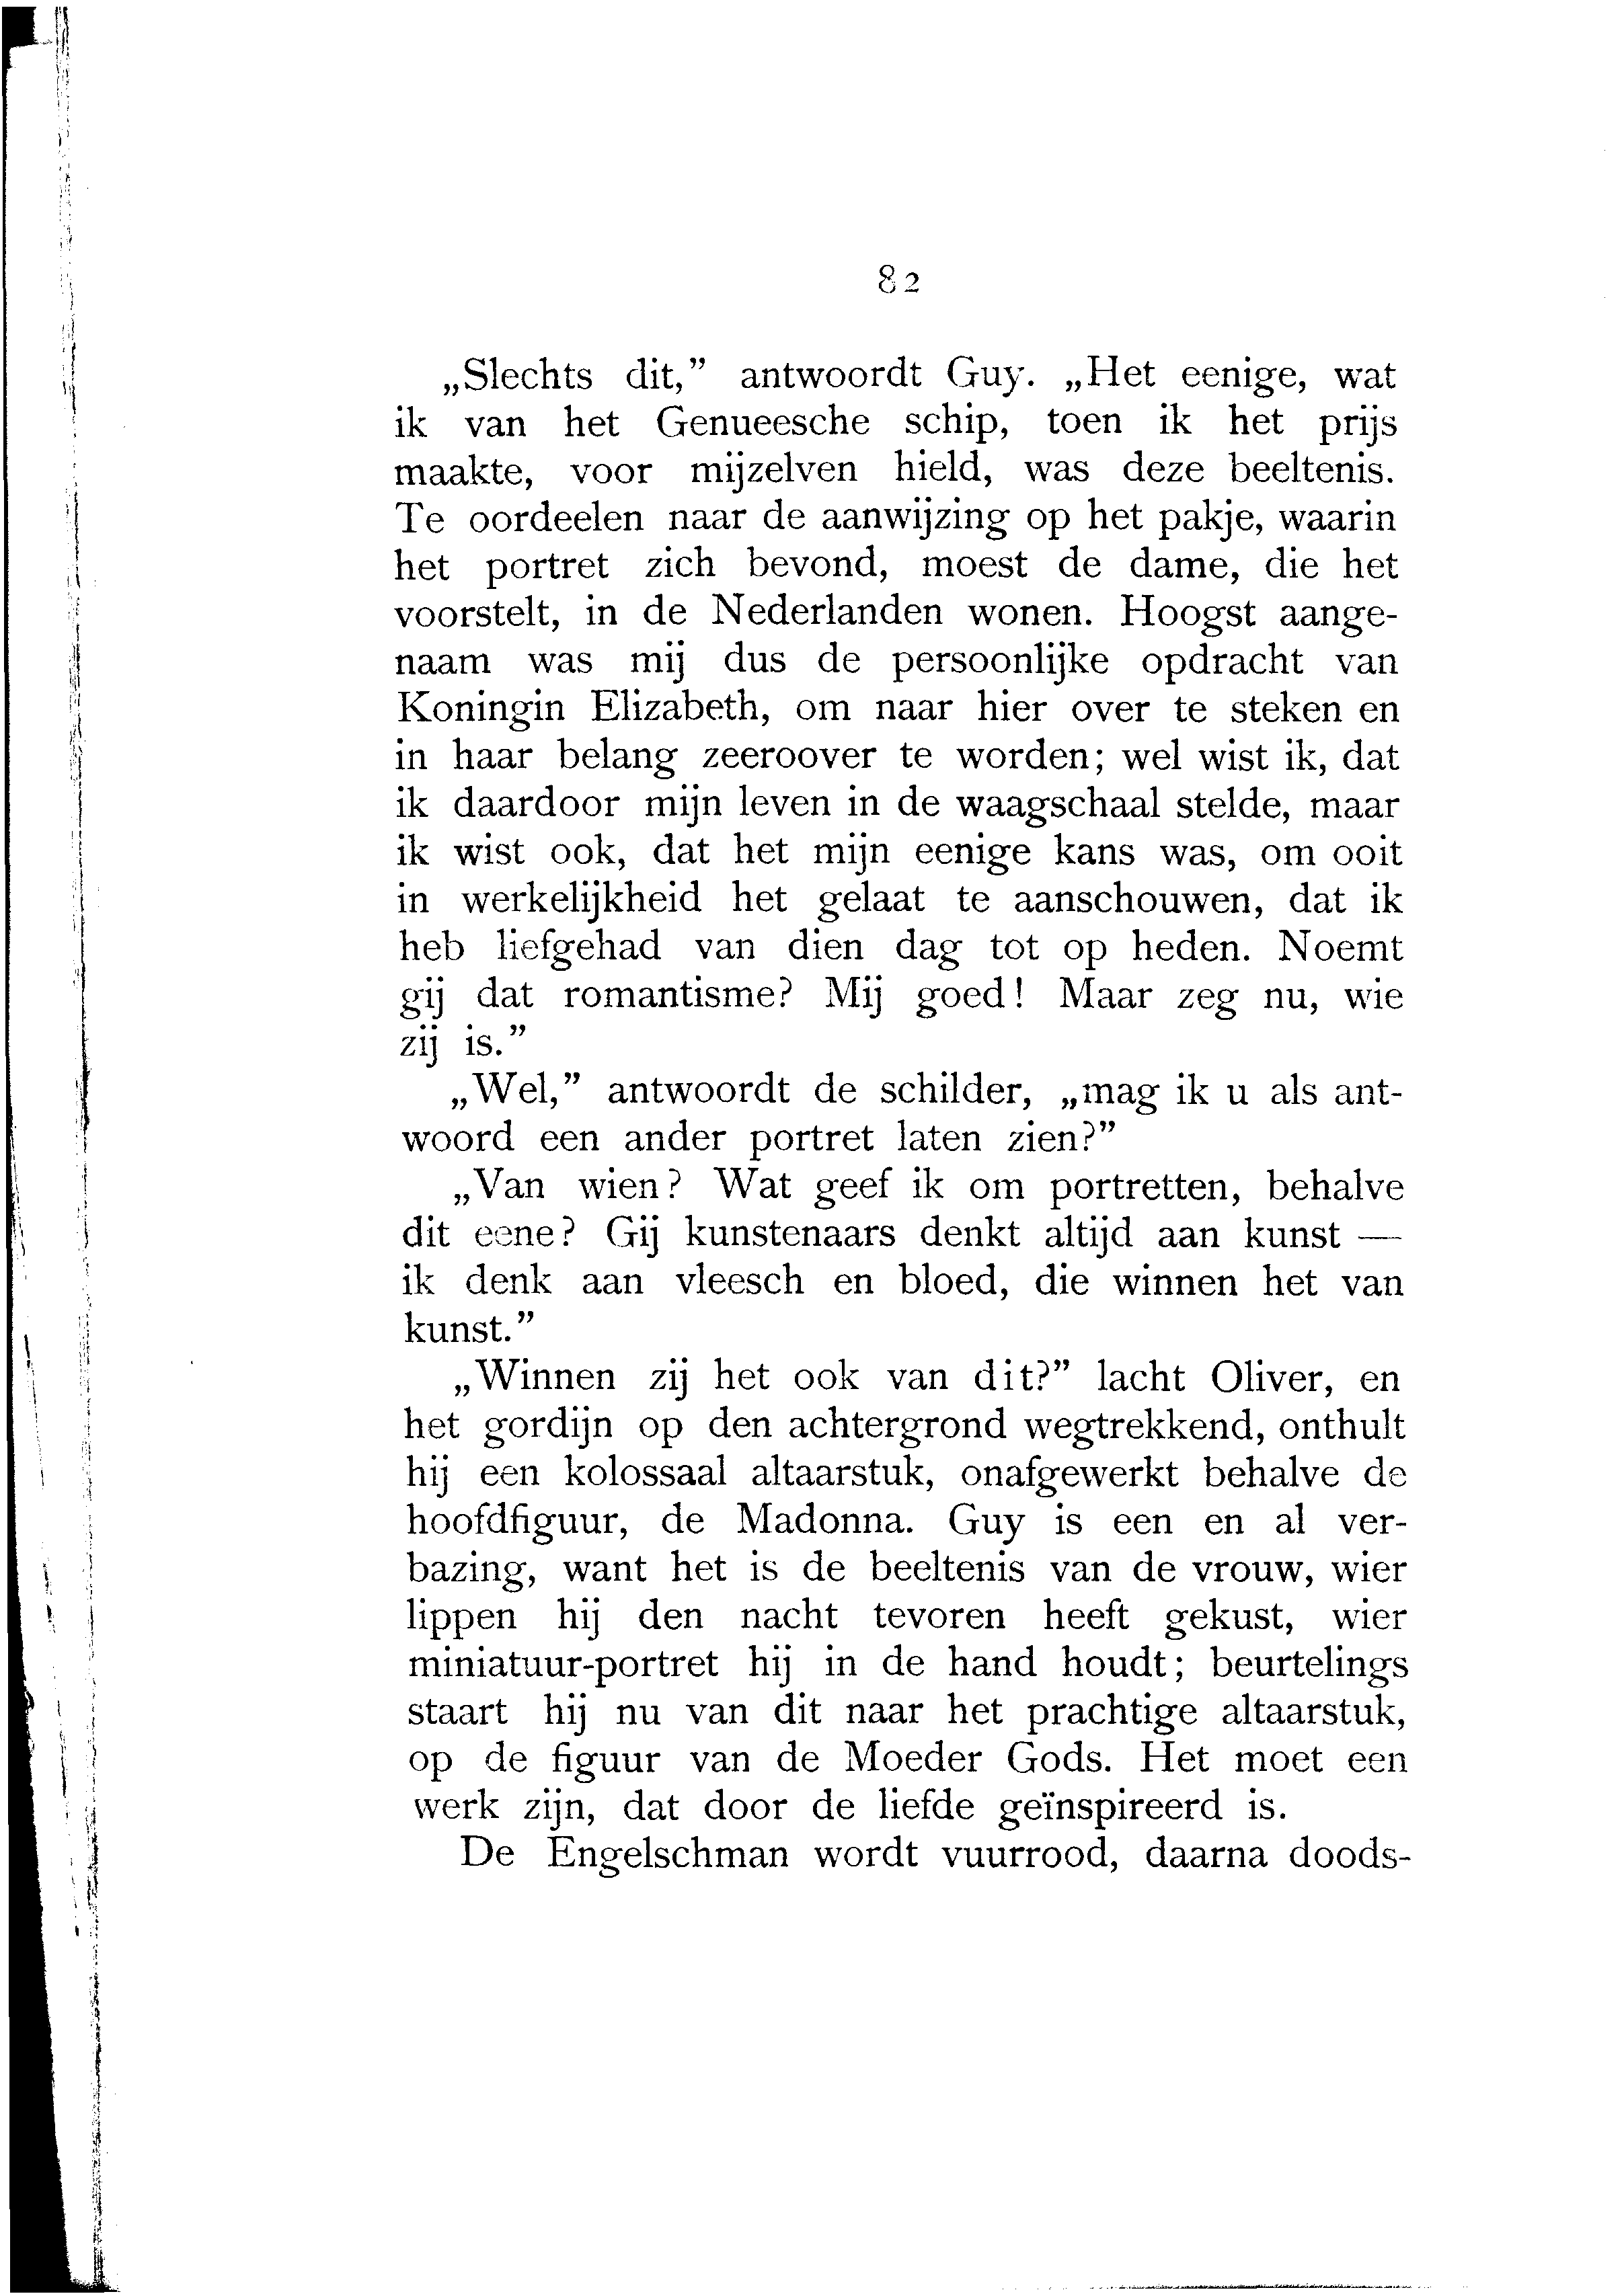 82
„Slechts dit,” antwoordt Guy. „Het eenige, wat
ik van het Genueesche schip, toen ik het prijs
maakte, voor mijzelven hield, was deze beeltenis.
Te oordeelen naar de aanwijzing op het pakje, waarin
het portret zich bevond, moest de dame, die het
voorstelt, in de Nederlanden wonen. Hoogst aange-
naam was mij dus de persoonlijke opdracht van
Koningin Elizabeth, om naar hier over te steken en
in haar belang zeeroover te worden; wel wist ik, dat
ik daardoor mijn leven in de waagschaal stelde, maar
ik wist ook, dat het mijn eenige kans was, om ooit
in werkelijkheid het gelaat te aanschouwen, dat ik
heb liefgehad van dien dag tot op heden. Noemt
gij dat romantisme? Mij goed! Maar zeg nu, wie
zij is.”
„Wel,” antwoordt de schilder, „mag ik u als ant-
woord een ander portret laten zien?”
„Van wien? Wat geef ik om portretten, behalve
dit eene? Gij kunstenaars denkt altijd aan kunst —
ik denk aan vleesch en bloed, die winnen het van
kunst.”
„Winnen zij het ook van dit?” lacht Oliver, en
het gordijn op den achtergrond wegtrekkend, onthult
hij een kolossaal altaarstuk, onafgewerkt behalve de
hoofdfiguur, de Madonna. Guy is een en al ver-
bazing, want het is de beeltenis van de vrouw, wier
lippen hij den nacht tevoren heeft gekust, wier
miniatuur-portret hij in de hand houdt; beurtelings
staart hij nu van dit naar het prachtige altaarstuk,
op de figuur van de Moeder Gods. Het moet een
werk zijn, dat door de liefde geïnspireerd is.
De Engelschman wordt vuurrood, daarna doods-